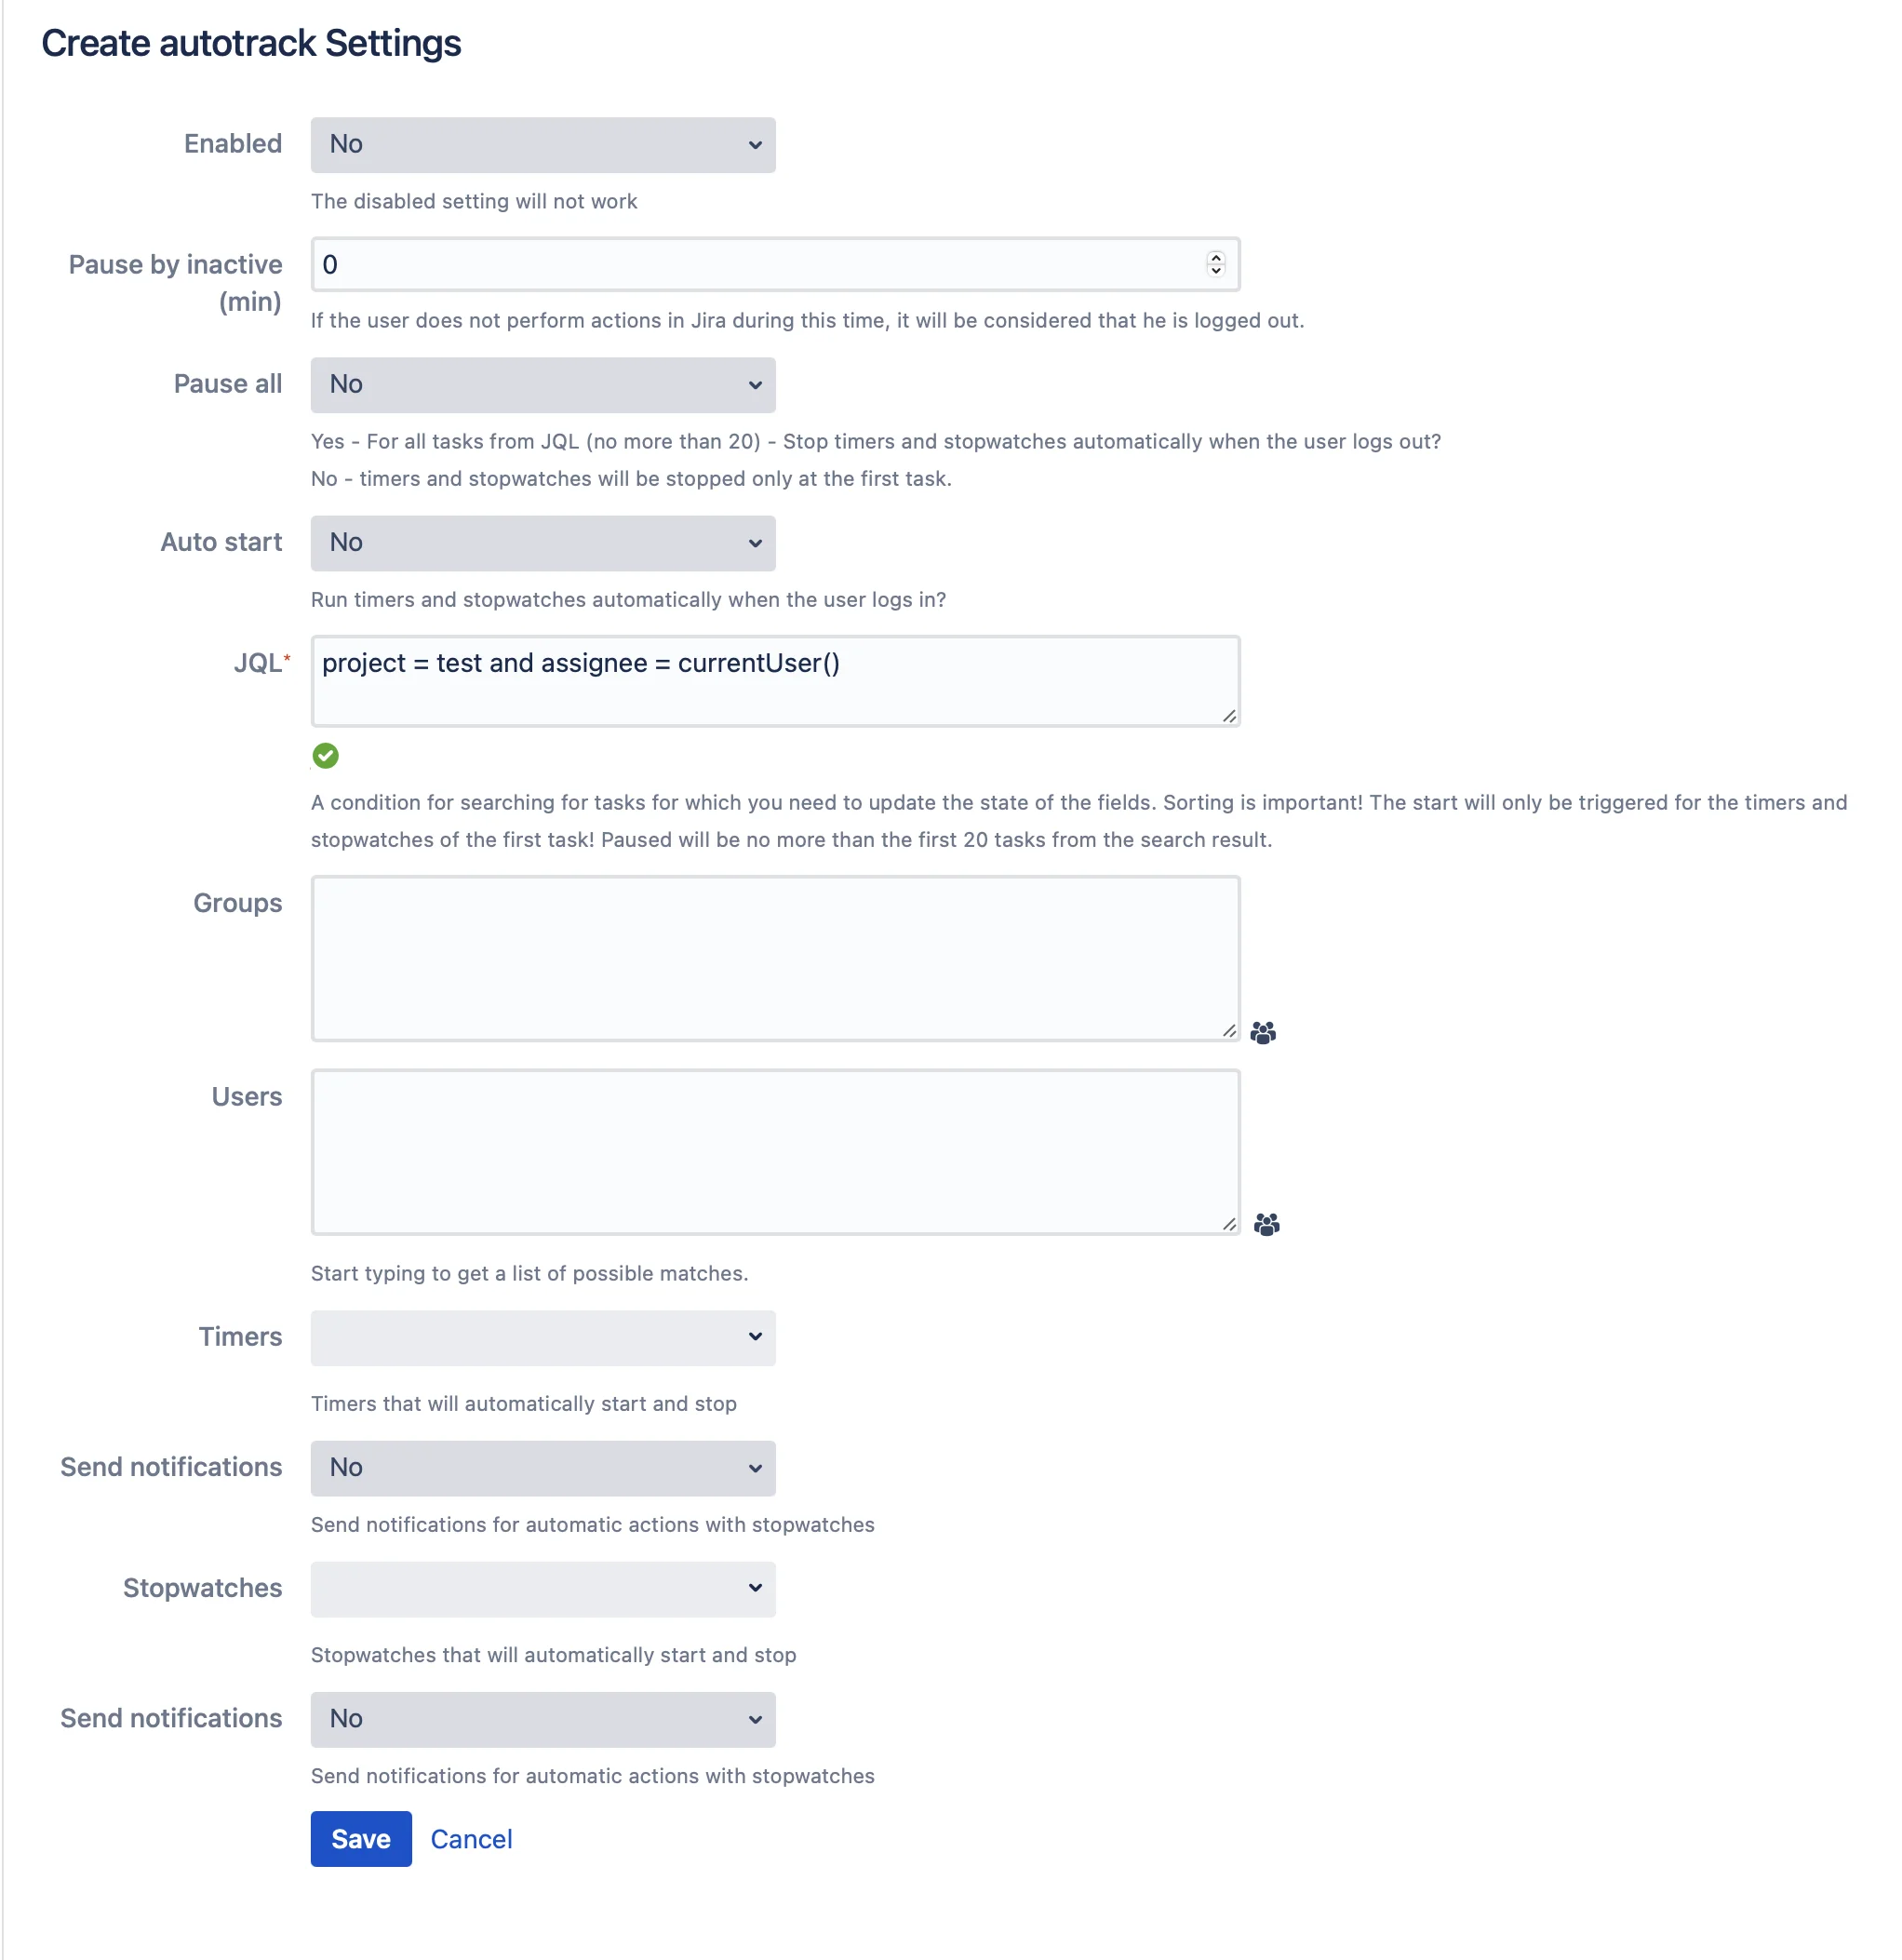 Create autotrack Settings
Enabled
No
The disabled setting will not work
Pause by inactive
(min)
0
If the user does not perform actions in Jira during this time, it will be considered that he is logged out.
Pause all
No
Yes - For all tasks from JQL (no more than 20) - Stop timers and stopwatches automatically when the user logs out?
No - timers and stopwatches will be stopped only at the first task.
Auto start
No
Run timers and stopwatches automatically when the user logs in?
JQL*
project = test and assignee = currentUser()
A condition for searching for tasks for which you need to update the state of the fields. Sorting is important! The start will only be triggered for the timers and
stopwatches of the first task! Paused will be no more than the first 20 tasks from the search result.
Groups
Users
Start typing to get a list of possible matches.
Timers
Timers that will automatically start and stop
Send notifications
No
Send notifications for automatic actions with stopwatches
Stopwatches
Stopwatches that will automatically start and stop
Send notifications
No
Send notifications for automatic actions with stopwatches
Save
Cancel